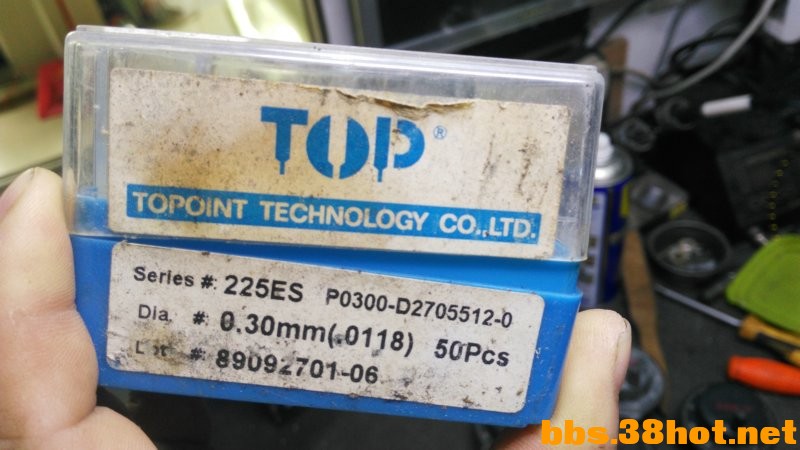 TOP®
TOPOINT TECHNOLOGY CO.,LTD.
Series #: 225ES P0300-D2705512-0
Dia. #: 0.30mm(.0118) 50Pcs
Lot #: 89092701-06
bbs.38hot.net